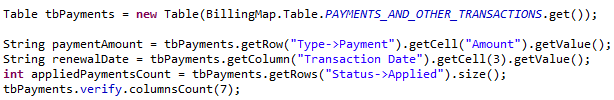 Table tbPayments = new Table(BillingMap.Table.PAYMENTS_AND_OTHER_TRANSACTIONS.get());
String paymentAmount = tbPayments.getRow("Type->Payment").getCell("Amount").getValue();
String renewalDate = tbPayments.getColumn("Transaction Date").getCell(3).getValue();
int appliedPaymentsCount = tbPayments.getRows("Status->Applied").size();
tbPayments.verify.columnsCount(7);